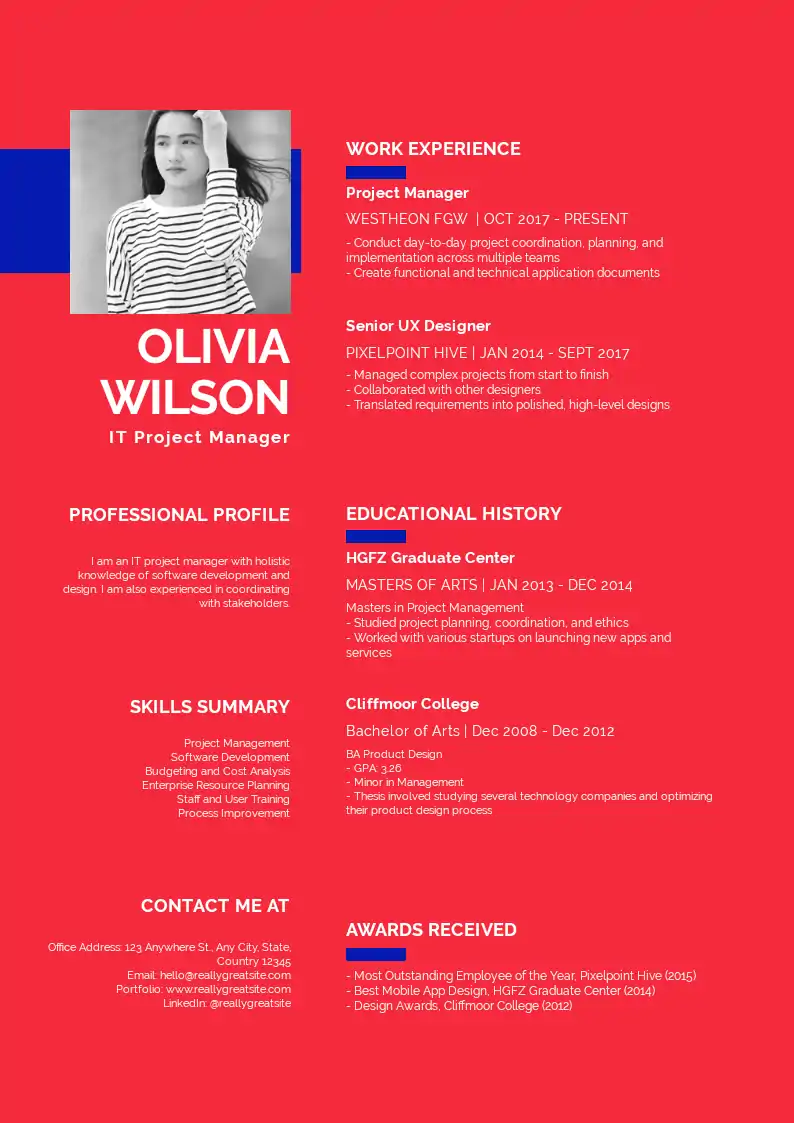 OLIVIA
WILSON
IT Project Manager
PROFESSIONAL PROFILE
I am an IT project manager with holistic
knowledge of software development and
design. I am also experienced in coordinating
with stakeholders.
SKILLS SUMMARY
Project Management
Software Development
Budgeting and Cost Analysis
Enterprise Resource Planning
Staff and User Training
Process Improvement
CONTACT ME AT
Office Address: 123 Anywhere St., Any City, State,
Country 12345
Email: hello@reallygreatsite.com
Portfolio: www.reallygreatsite.com
LinkedIn: @reallygreatsite
WORK EXPERIENCE
Project Manager
WESTHEON FGW | OCT 2017 - PRESENT
- Conduct day-to-day project coordination, planning, and
implementation across multiple teams
- Create functional and technical application documents
Senior UX Designer
PIXELPOINT HIVE | JAN 2014 - SEPT 2017
- Managed complex projects from start to finish
- Collaborated with other designers
- Translated requirements into polished, high-level designs
EDUCATIONAL HISTORY
HGFZ Graduate Center
MASTERS OF ARTS | JAN 2013 - DEC 2014
Masters in Project Management
- Studied project planning, coordination, and ethics
- Worked with various startups on launching new apps and
services
Cliffmoor College
Bachelor of Arts | Dec 2008 - Dec 2012
BA Product Design
- GPA: 3.26
- Minor in Management
- Thesis involved studying several technology companies and optimizing
their product design process
AWARDS RECEIVED
- Most Outstanding Employee of the Year, Pixelpoint Hive (2015)
- Best Mobile App Design, HGFZ Graduate Center (2014)
- Design Awards, Cliffmoor College (2012)